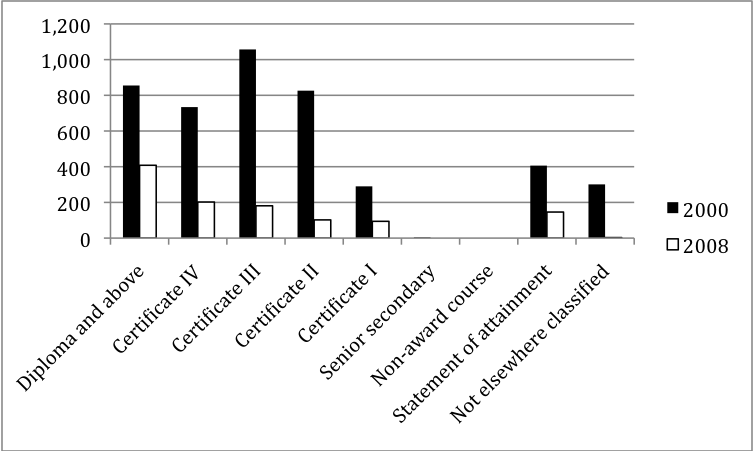 1,200
1,000
800
600
400
200
0
Diploma and above
Certificate IV
Certificate III
Certificate II
Certificate I
Senior secondary
Non-award course
Statement of attainment
Not elsewhere classified
2000
2008